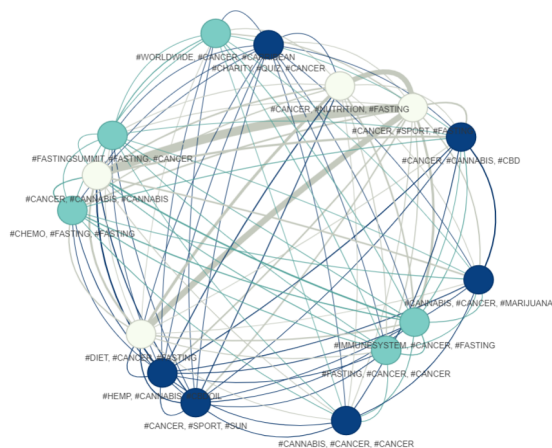 #WORLDWIDE, #CANCER,
#CHARITY, #QUIZ, #CANCER
#CANCER, #NUTRITION, #FASTING
#CANCER, #SPORT,
#FASTINGSUMMIT, #FASTING, #CANCER
#CANCER, #CANNABIS, #CBD
#CANCER, #CANNABIS, #CANNABIS
#CHEMO, #FASTING, #FASTING
#CANNABIS, #CANCER, #MARIJUANA
#IMMUNESYSTEM, #CANCER, #FASTING
#DIET, #CANCER, #FASTING
#FASTING, #CANCER, #CANCER
#HEMP, #CANNABIS,
#CANCER, #SPORT, #SUN
#CANNABIS, #CANCER, #CANCER